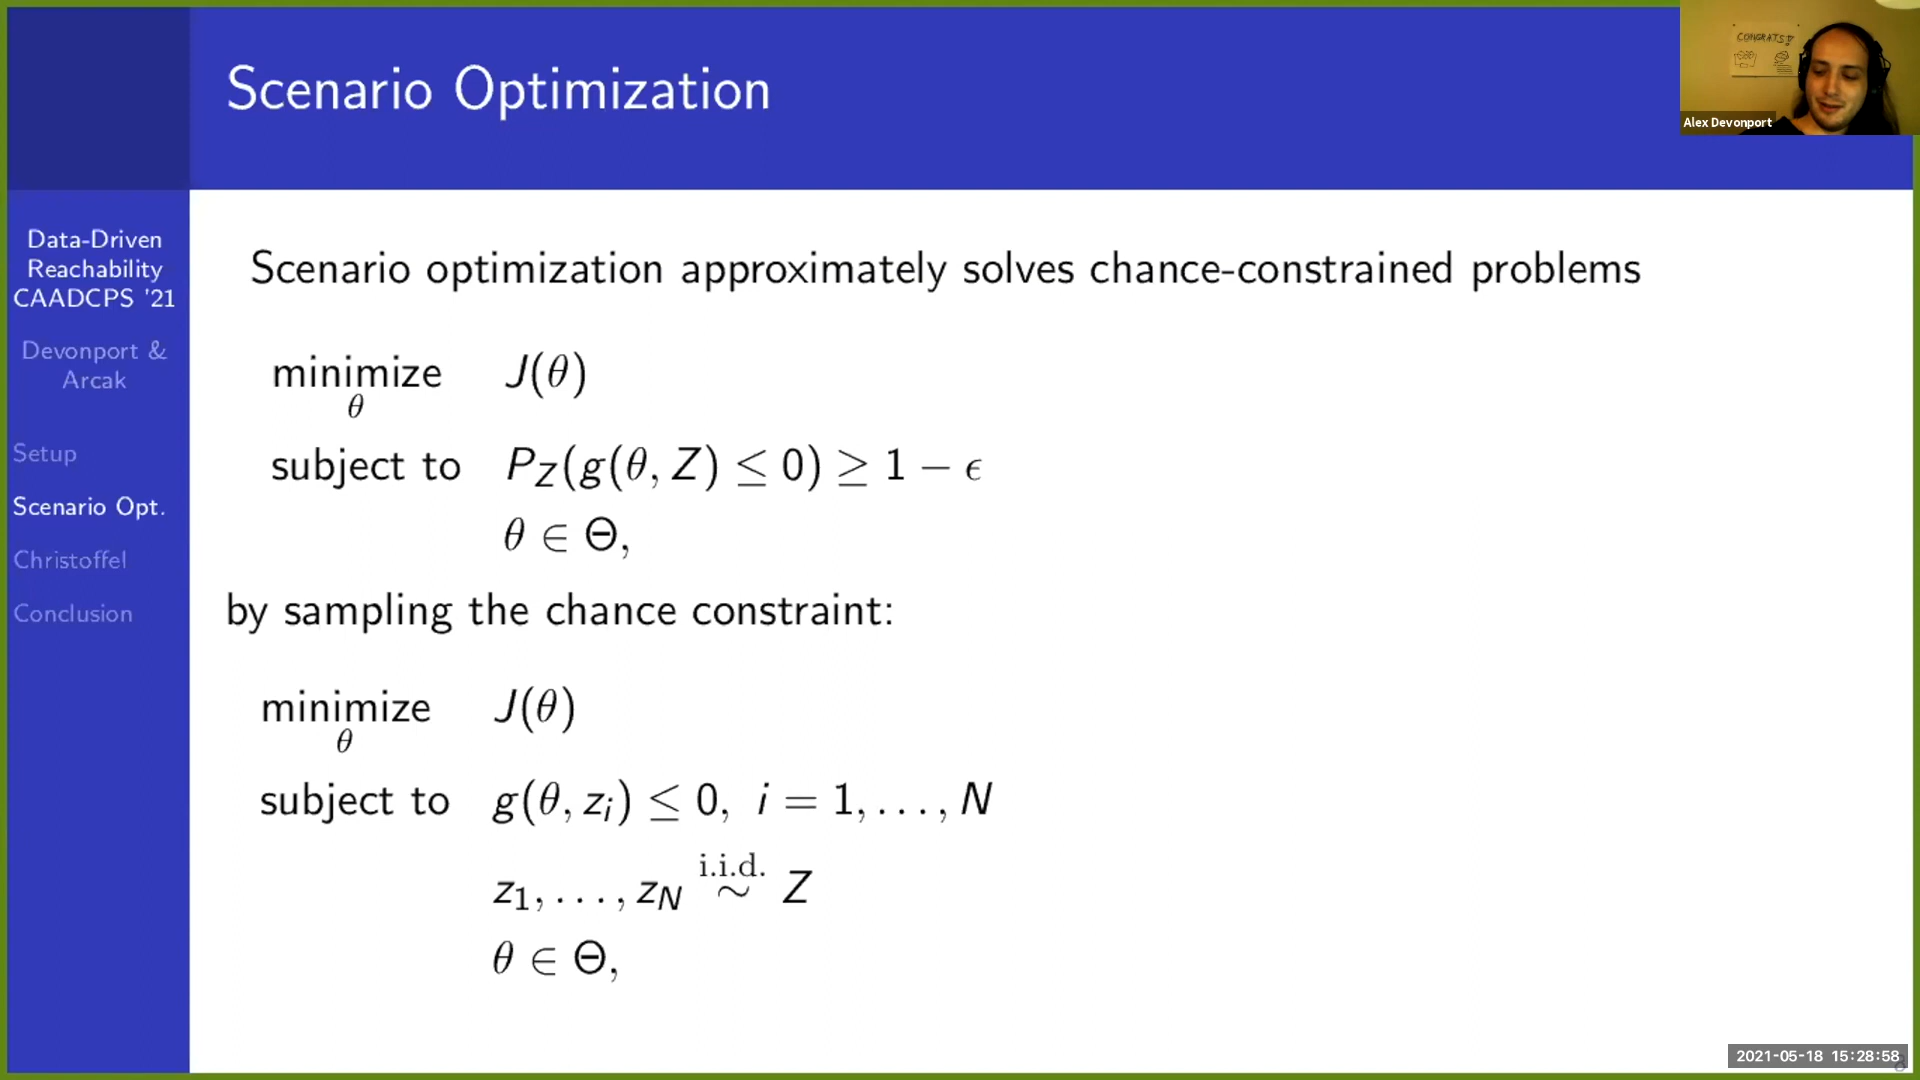 Scenario Optimization
CONGRATS!
Alex Devonport
Data-Driven
Reachability
CAADCPS '21
Devonport &
Arcak
Setup
Scenario Opt.
Christoffel
Conclusion
Scenario optimization approximately solves chance-constrained problems
minimize J(θ)
θ
subject to P_Z(g(θ, Z) ≤ 0) ≥ 1 − ϵ
θ ∈ Θ,
by sampling the chance constraint:
minimize J(θ)
θ
subject to g(θ, z_i) ≤ 0, i = 1, . . . , N
i.i.d.
z_1, . . . , z_N ∼ Z
θ ∈ Θ,
2021-05-18 15:28:58